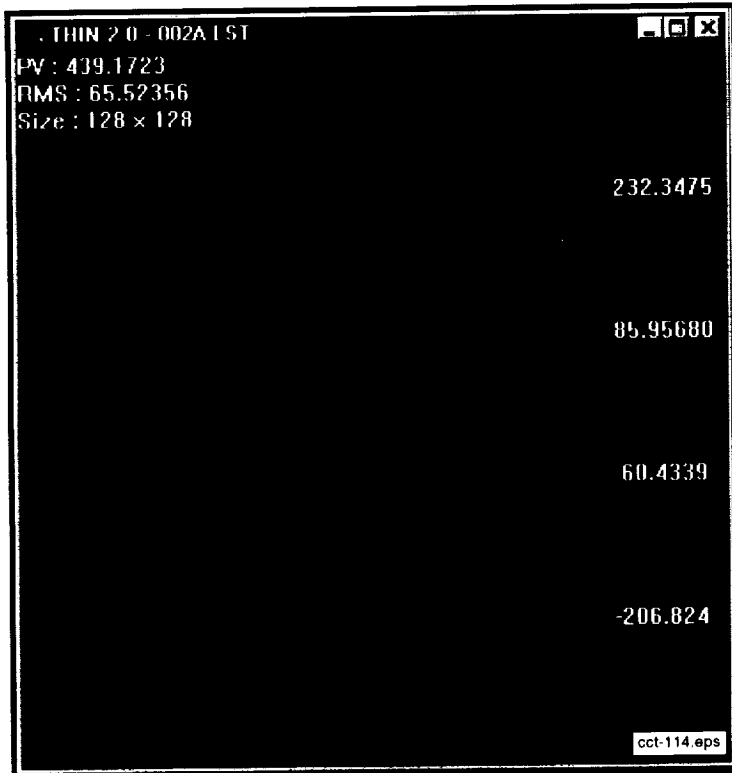 THIN 2.0 - 002A.LST
PV : 439.1723
RMS : 65.52356
Size : 128 × 128
232.3475
85.95680
60.4339
-206.824
cct-114.eps